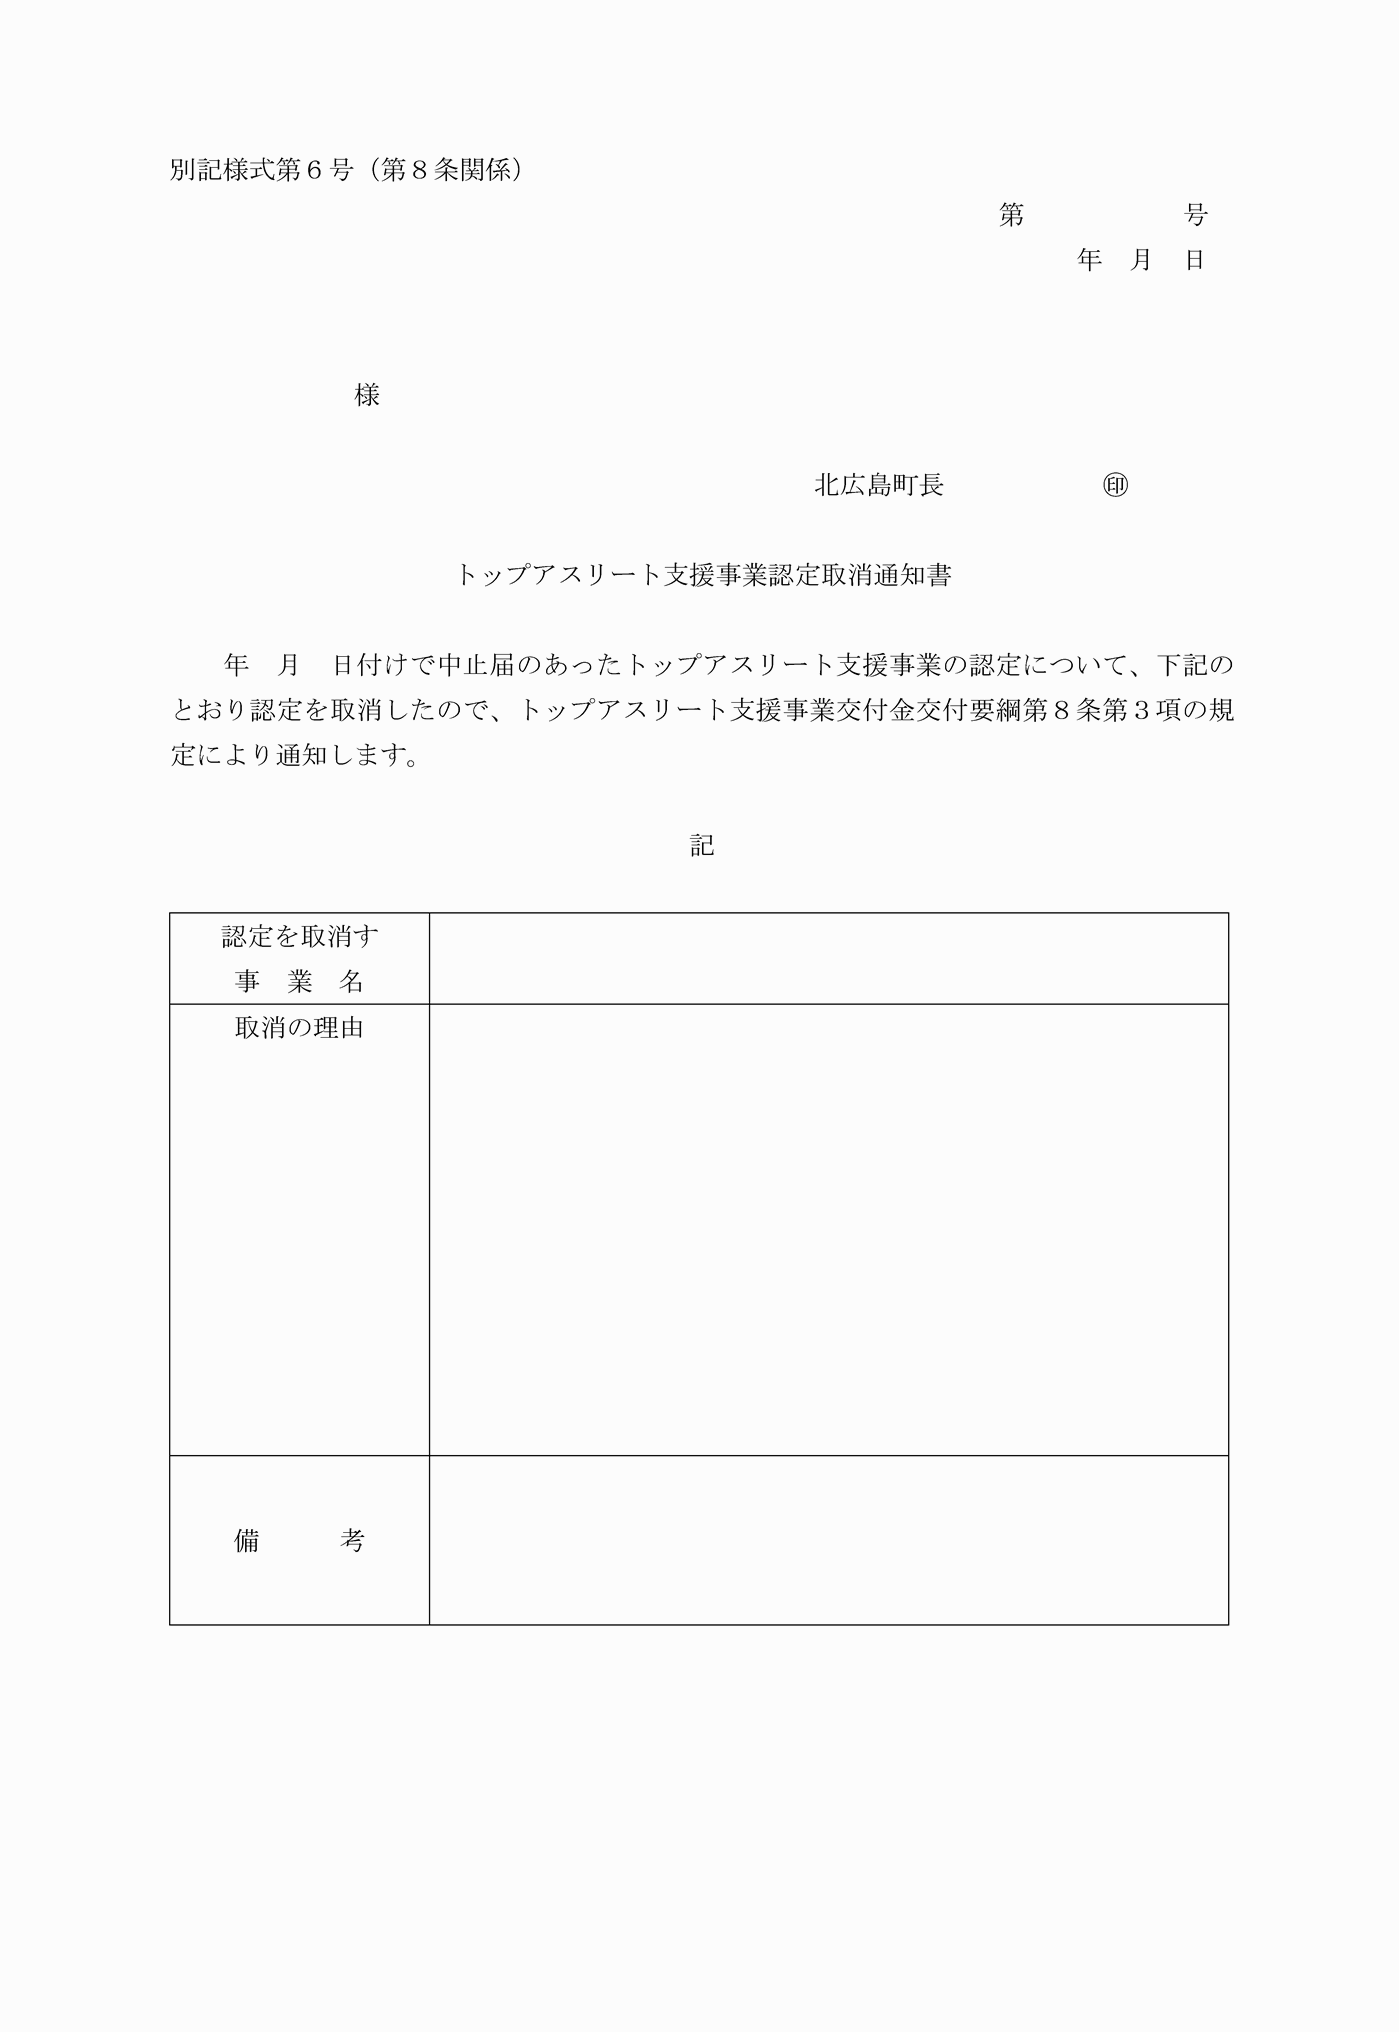 別記様式第６号（第８条関係）
第　　　　　　号
年　月　日
様
北広島町長　　　　　　㊞
トップアスリート支援事業認定取消通知書
年　月　日付けで中止届のあったトップアスリート支援事業の認定について、下記の
とおり認定を取消したので、トップアスリート支援事業交付金交付要綱第８条第３項の規
定により通知します。
記
認定を取消す
事　業　名
取消の理由
備　　　考